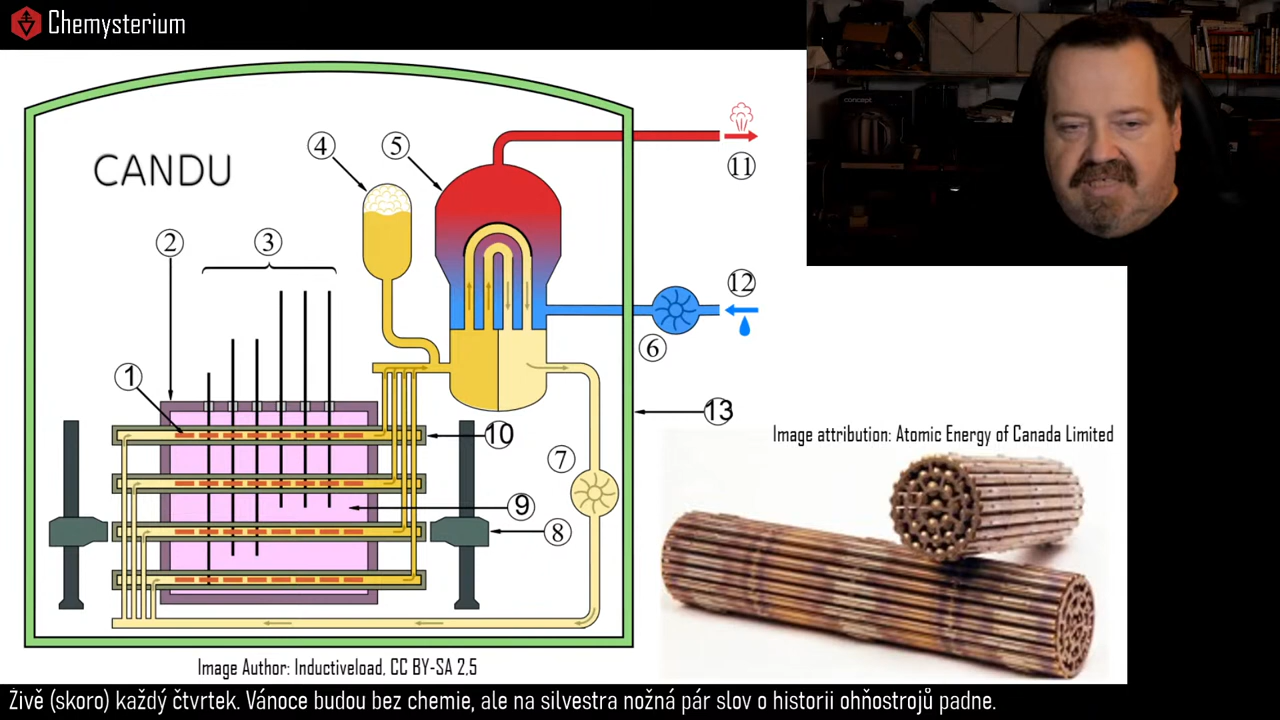 Chemysterium
CANDU
4
5
11
2
3
12
6
1
13
10
Image attribution: Atomic Energy of Canada Limited
7
9
8
Image Author: Inductiveload, CC BY-SA 2,5
Živě (skoro) každý čtvrtek. Vánoce budou bez chemie, ale na silvestra nožná pár slov o historii ohňostrojů padne.
concept